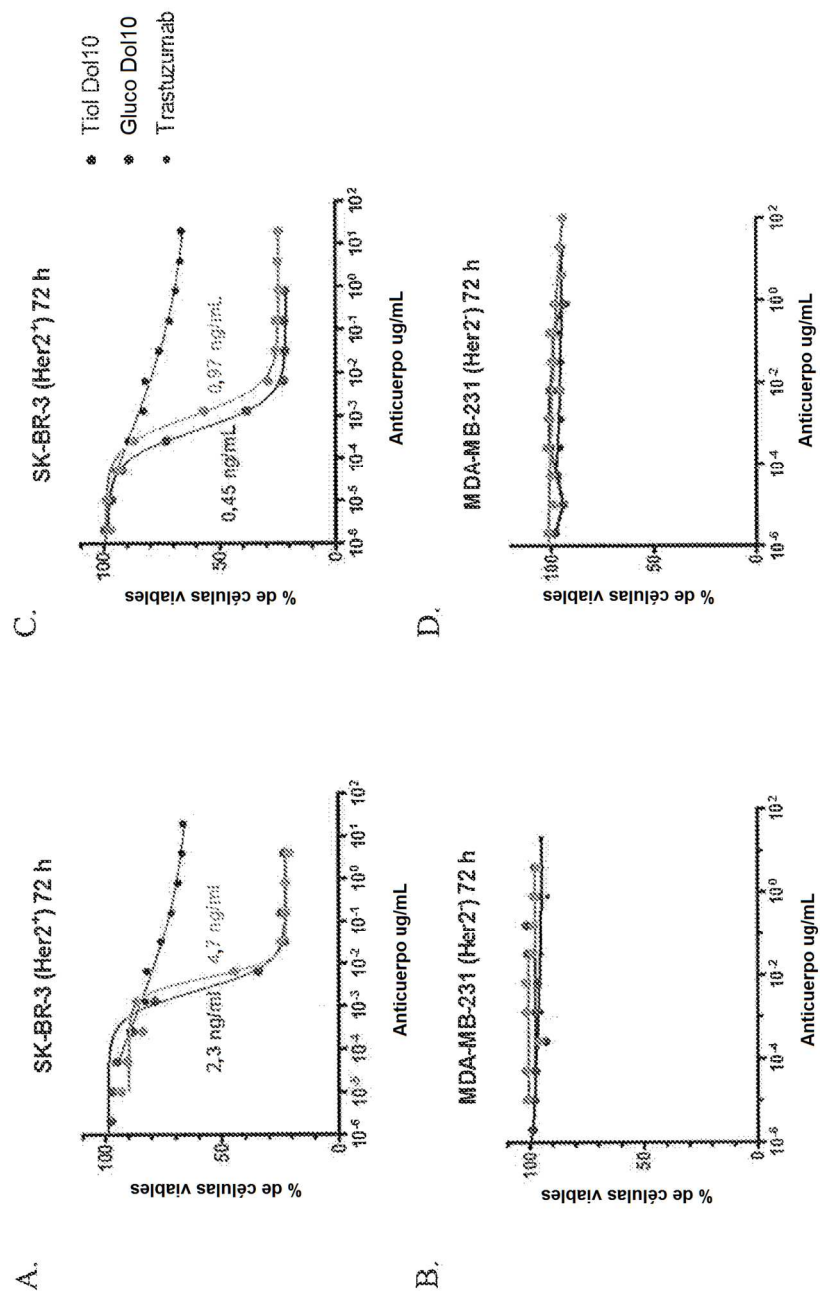 A.
SK-BR-3 (Her2⁺) 72 h
% de células viables
100
50
0
2,3 ng/ml
4,7 ng/ml
10⁻⁶ 10⁻⁵ 10⁻⁴ 10⁻³ 10⁻² 10⁻¹ 10⁰ 10¹ 10²
Anticuerpo ug/mL
C.
SK-BR-3 (Her2⁺) 72 h
% de células viables
100
50
0
0,45 ng/mL
0,97 ng/mL
10⁻⁶ 10⁻⁵ 10⁻⁴ 10⁻³ 10⁻² 10⁻¹ 10⁰ 10¹ 10²
Anticuerpo ug/mL
Tiol Dol10
Gluco Dol10
Trastuzumab
B.
MDA-MB-231 (Her2⁻) 72 h
% de células viables
100
50
0
10⁻⁶ 10⁻⁴ 10⁻² 10⁰ 10²
Anticuerpo ug/mL
D.
MDA-MB-231 (Her2⁻) 72 h
% de células viables
100
50
0
10⁻⁶ 10⁻⁴ 10⁻² 10⁰ 10²
Anticuerpo ug/mL